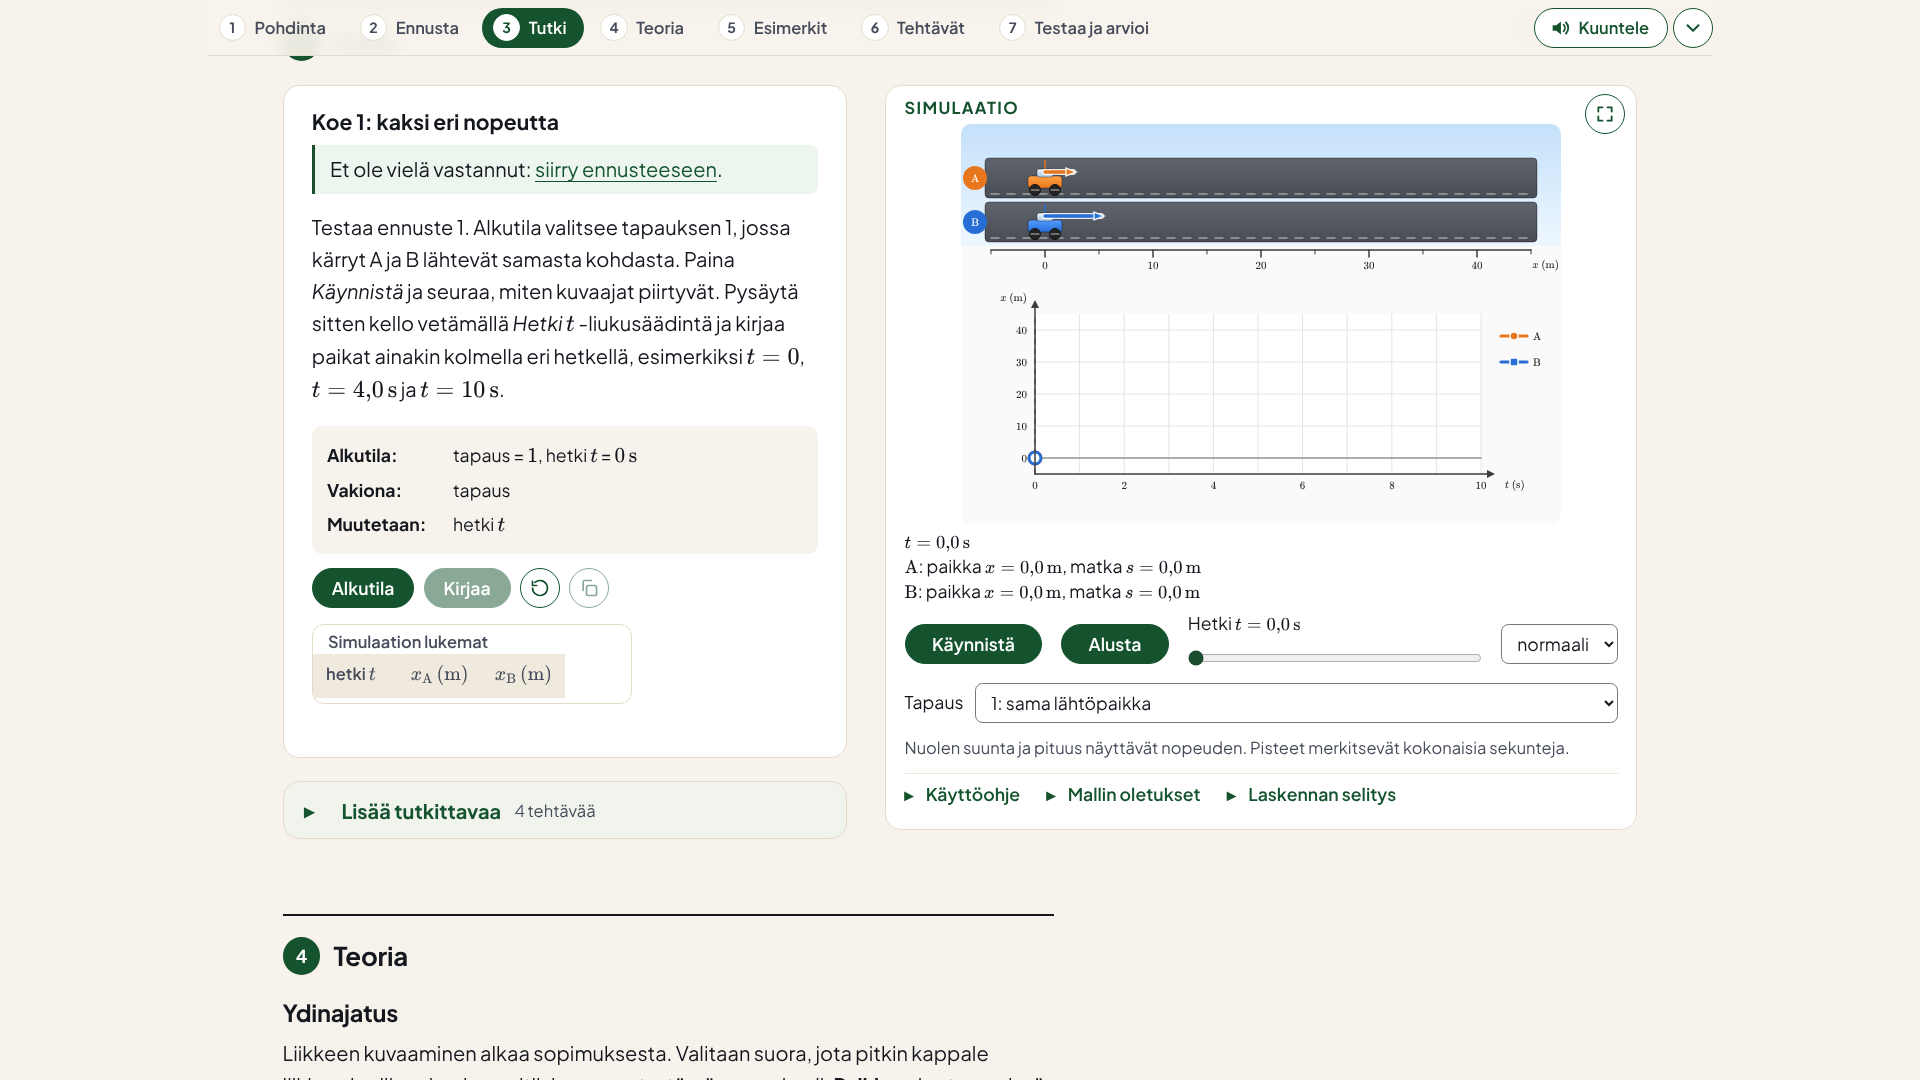 1 Pohdinta 2 Ennusta 3 Tutki 4 Teoria 5 Esimerkit 6 Tehtävät 7 Testaa ja arvioi Kuuntele
Koe 1: kaksi eri nopeutta
Et ole vielä vastannut: siirry ennusteeseen.
Testaa ennuste 1. Alkutila valitsee tapauksen 1, jossa
kärryt A ja B lähtevät samasta kohdasta. Paina
Käynnistä ja seuraa, miten kuvaajat piirtyvät. Pysäytä
sitten kello vetämällä Hetki t -liukusäädintä ja kirjaa
paikat ainakin kolmella eri hetkellä, esimerkiksi t = 0,
t = 4,0 s ja t = 10 s.
Alkutila: tapaus = 1, hetki t = 0 s
Vakiona: tapaus
Muutetaan: hetki t
Alkutila Kirjaa
Simulaation lukemat
hetki t xA (m) xB (m)
Lisää tutkittavaa 4 tehtävää
SIMULAATIO
A
B
0 10 20 30 40 x (m)
x (m)
40
30
20
10
0
0 2 4 6 8 10 t (s)
A
B
t = 0,0 s
A: paikka x = 0,0 m, matka s = 0,0 m
B: paikka x = 0,0 m, matka s = 0,0 m
Käynnistä Alusta Hetki t = 0,0 s normaali
Tapaus 1: sama lähtöpaikka
Nuolen suunta ja pituus näyttävät nopeuden. Pisteet merkitsevät kokonaisia sekunteja.
Käyttöohje Mallin oletukset Laskennan selitys
4 Teoria
Ydinajatus
Liikkeen kuvaaminen alkaa sopimuksesta. Valitaan suora, jota pitkin kappale